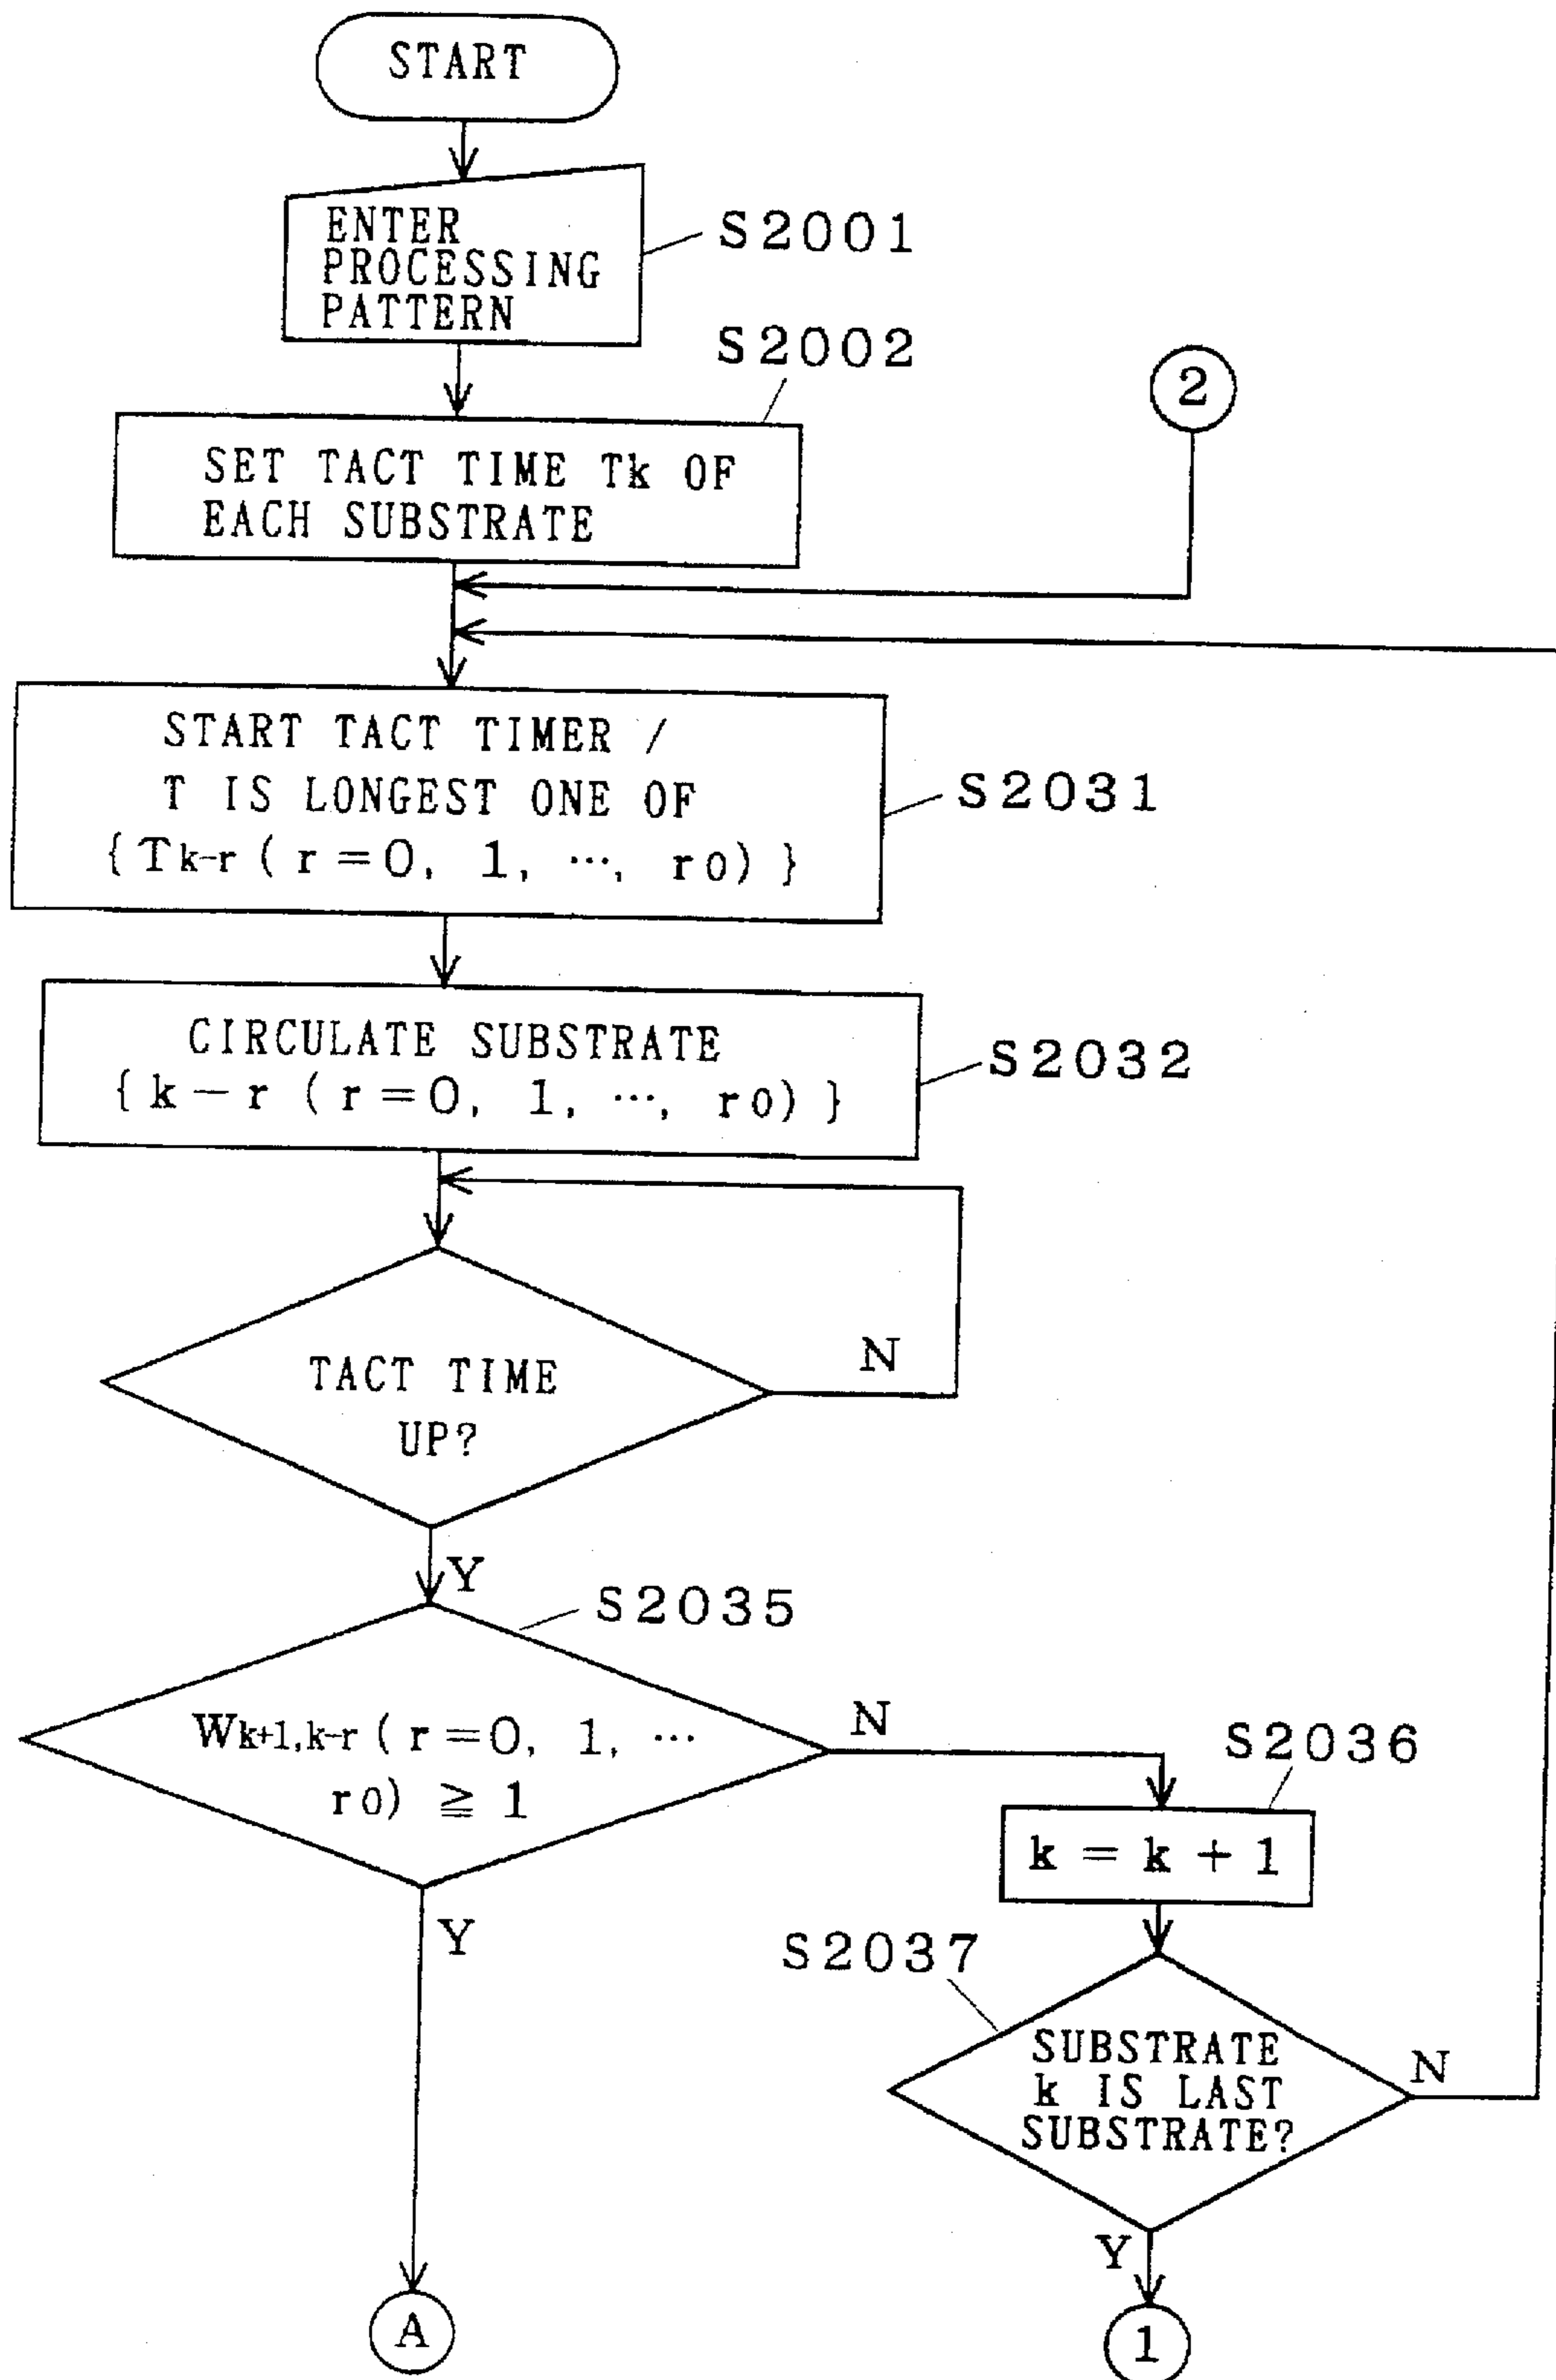 START
ENTER
PROCESSING
PATTERN
S2001
S2002
SET TACT TIME Tk OF
EACH SUBSTRATE
2
START TACT TIMER /
T IS LONGEST ONE OF
{ Tk-r ( r = 0, 1, …, r0) }
S2031
CIRCULATE SUBSTRATE
{ k − r ( r = 0, 1, …, r0) }
S2032
TACT TIME
UP?
N
Y
S2035
Wk+1,k-r ( r = 0, 1, …
r0) ≧ 1
N
Y
S2036
k = k + 1
S2037
SUBSTRATE
k IS LAST
SUBSTRATE?
N
Y
A
1